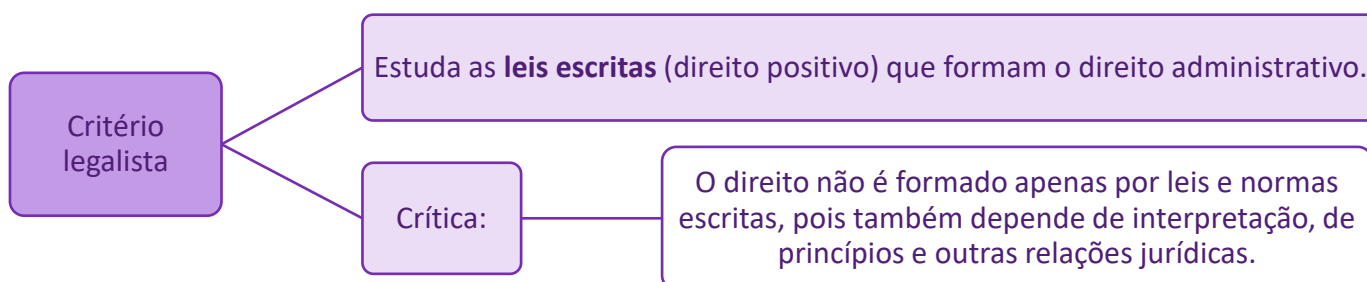 Critério
legalista
Estuda as leis escritas (direito positivo) que formam o direito administrativo.
Crítica:
O direito não é formado apenas por leis e normas
escritas, pois também depende de interpretação, de
princípios e outras relações jurídicas.